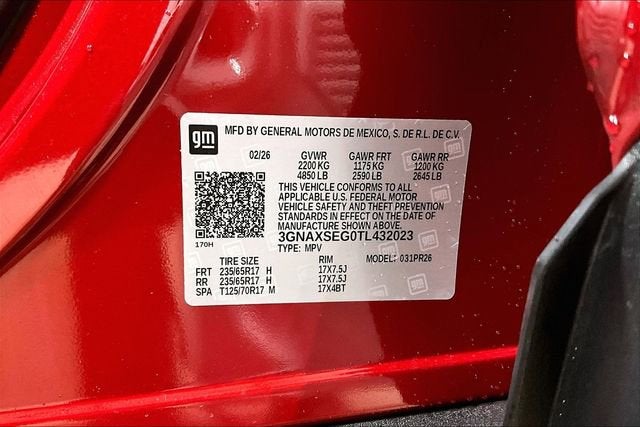 gm MFD BY GENERAL MOTORS DE MEXICO, S. DE R.L. DE C.V.
02/26 GVWR GAWR FRT GAWR RR
2200 KG 1175 KG 1200 KG
4850 LB 2590 LB 2645 LB
THIS VEHICLE CONFORMS TO ALL
APPLICABLE U.S. FEDERAL MOTOR
VEHICLE SAFETY AND THEFT PREVENTION
STANDARDS IN EFFECT ON THE DATE OF
MANUFACTURE SHOWN ABOVE.
170H 3GNAXSEG0TL432023
TYPE: MPV MODEL: 031PR26
TIRE SIZE RIM
FRT 235/65R17 H 17X7.5J
RR 235/65R17 H 17X7.5J
SPA T125/70R17 M 17X4BT